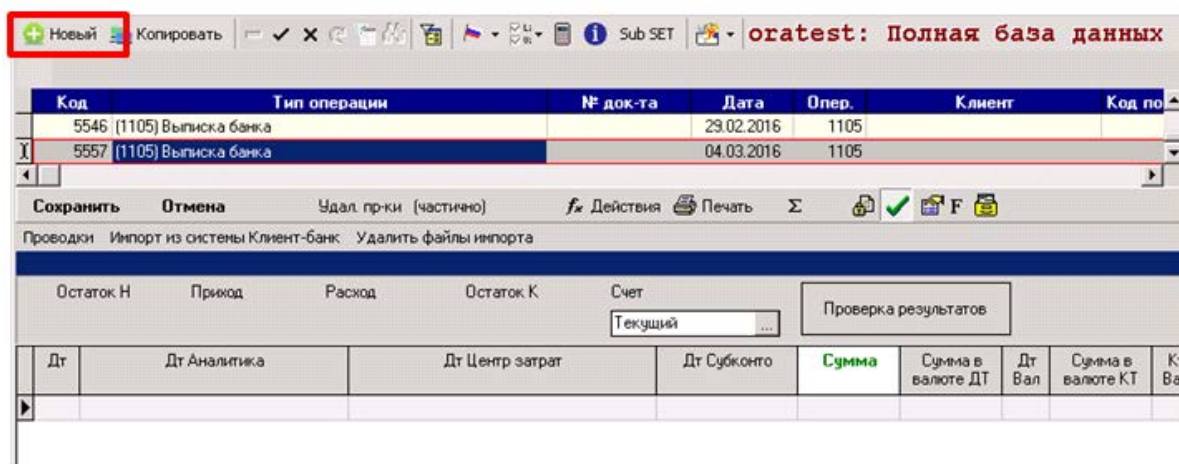 Новый Копировать Sub SET oratest: Полная база данных
Код Тип операции № док-та Дата Опер. Клиент Код по
5546 (1105) Выписка банка 29.02.2016 1105
5557 (1105) Выписка банка 04.03.2016 1105
Сохранить Отмена Удал. пр-ки (частично) fx Действия Печать Σ F
Проводки Импорт из системы Клиент-банк Удалить файлы импорта
Остаток Н Приход Расход Остаток К Счет
Текущий ... Проверка результатов
Дт Дт Аналитика Дт Центр затрат Дт Субконто Сумма Сумма в валюте ДТ Дт Вал Сумма в валюте КТ